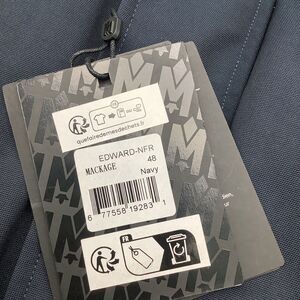 quefairedemesdechets.fr
EDWARD-NFR
MACKAGE 48
Navy
6 77558 19283 1
FR